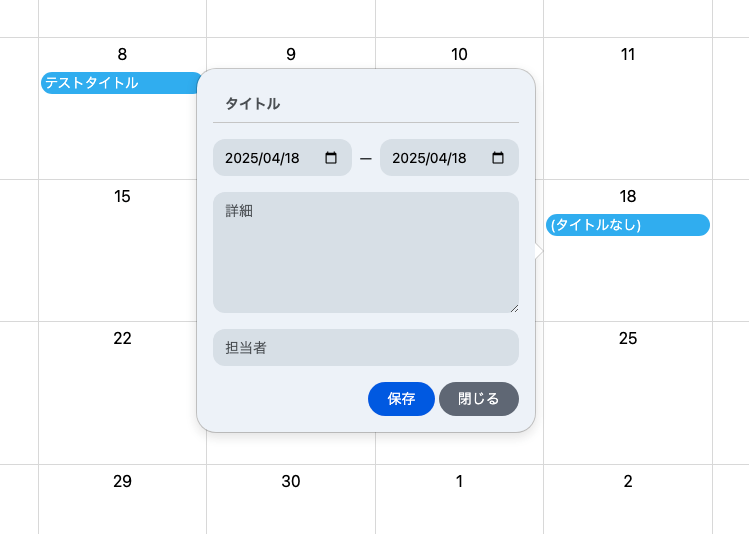 8 9 10 11
テストタイトル
タイトル
2025/04/18 — 2025/04/18
15 18
詳細
(タイトルなし)
22 25
担当者
保存 閉じる
29 30 1 2